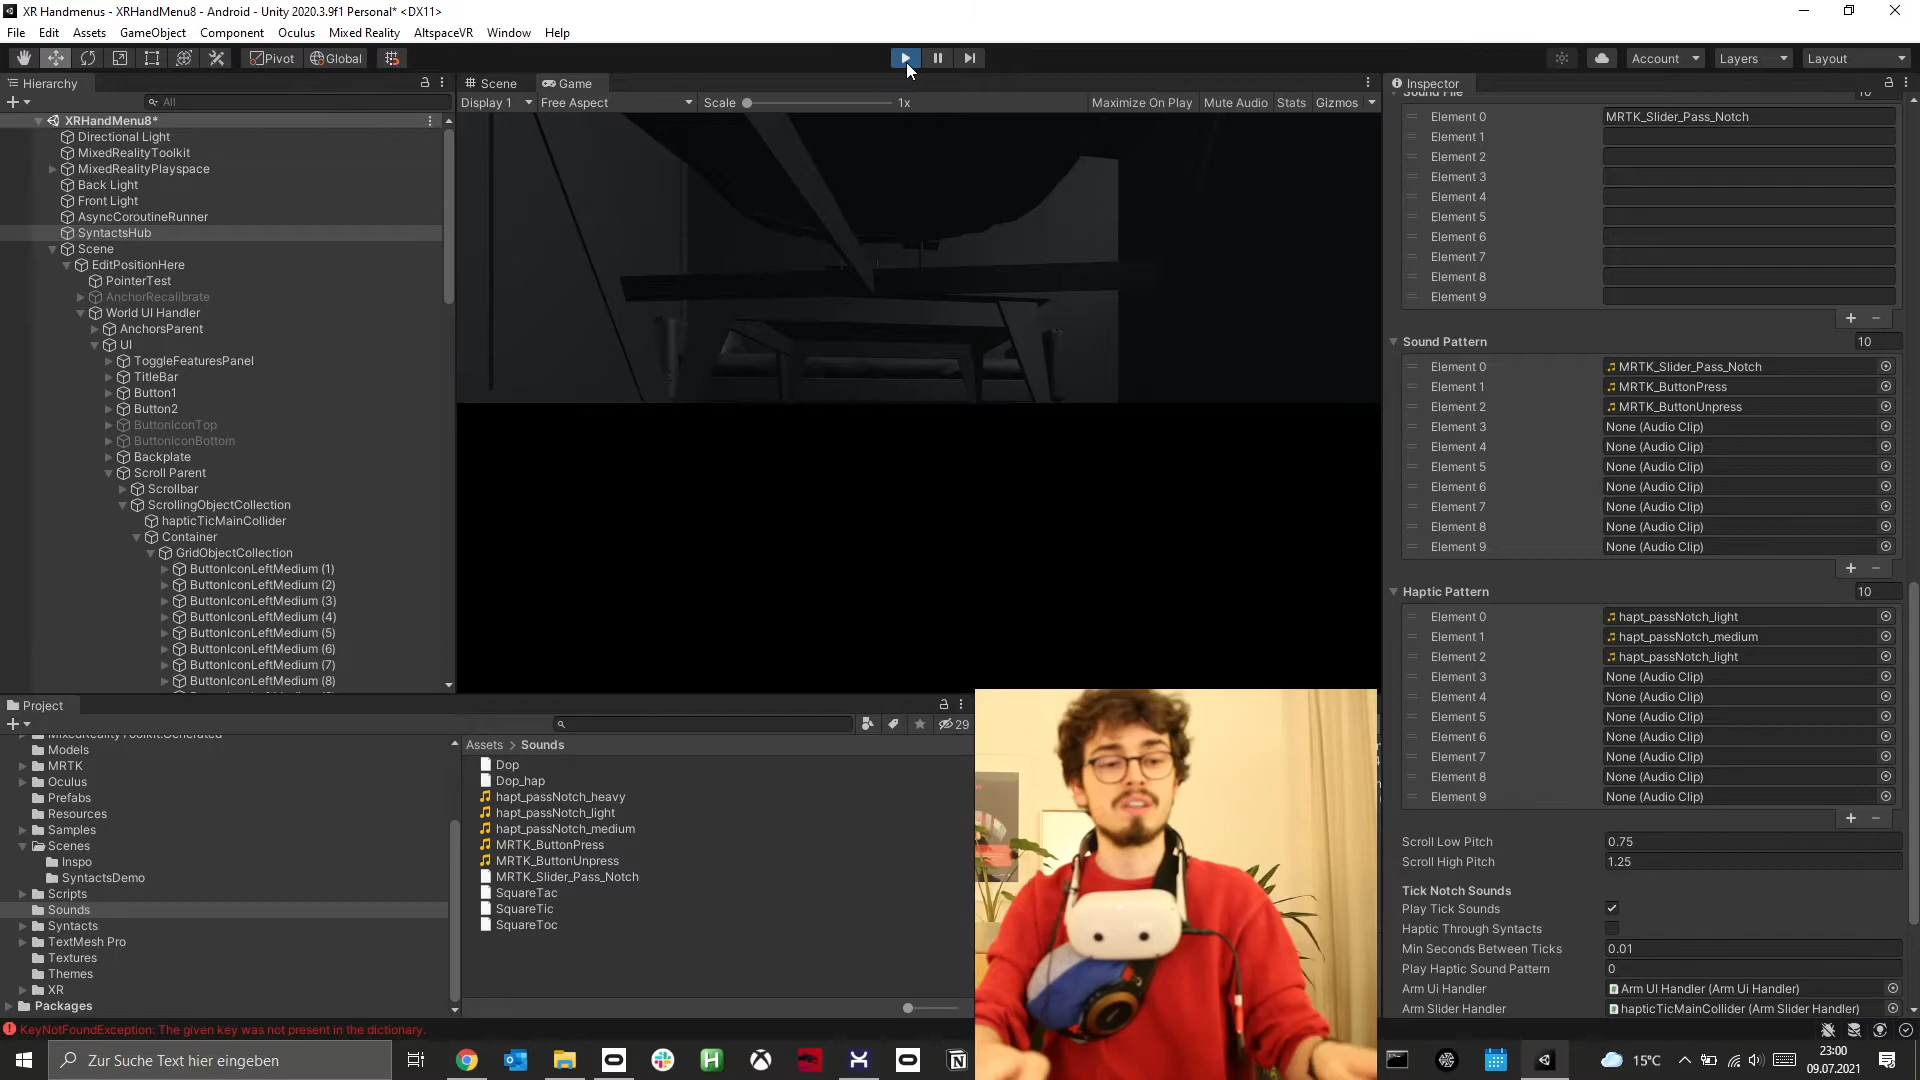 XR Handmenus - XRHandMenu8 - Android - Unity 2020.3.9f1 Personal* <DX11>
File Edit Assets GameObject Component Oculus Mixed Reality AltspaceVR Window Help
Pivot Global Account Layers Layout
Hierarchy
All
XRHandMenu8*
Directional Light
MixedRealityToolkit
MixedRealityPlayspace
Back Light
Front Light
AsyncCoroutineRunner
SyntactsHub
Scene
EditPositionHere
PointerTest
AnchorRecalibrate
World UI Handler
AnchorsParent
UI
ToggleFeaturesPanel
TitleBar
Button1
Button2
ButtonIconTop
ButtonIconBottom
Backplate
Scroll Parent
Scrollbar
ScrollingObjectCollection
hapticTicMainCollider
Container
GridObjectCollection
ButtonIconLeftMedium (1)
ButtonIconLeftMedium (2)
ButtonIconLeftMedium (3)
ButtonIconLeftMedium (4)
ButtonIconLeftMedium (5)
ButtonIconLeftMedium (6)
ButtonIconLeftMedium (7)
ButtonIconLeftMedium (8)
Scene Game
Display 1 Free Aspect Scale 1x Maximize On Play Mute Audio Stats Gizmos
Inspector
Sound File 10
Element 0 MRTK_Slider_Pass_Notch
Element 1
Element 2
Element 3
Element 4
Element 5
Element 6
Element 7
Element 8
Element 9
Sound Pattern 10
Element 0 MRTK_Slider_Pass_Notch
Element 1 MRTK_ButtonPress
Element 2 MRTK_ButtonUnpress
Element 3 None (Audio Clip)
Element 4 None (Audio Clip)
Element 5 None (Audio Clip)
Element 6 None (Audio Clip)
Element 7 None (Audio Clip)
Element 8 None (Audio Clip)
Element 9 None (Audio Clip)
Haptic Pattern 10
Element 0 hapt_passNotch_light
Element 1 hapt_passNotch_medium
Element 2 hapt_passNotch_light
Element 3 None (Audio Clip)
Element 4 None (Audio Clip)
Element 5 None (Audio Clip)
Element 6 None (Audio Clip)
Element 7 None (Audio Clip)
Element 8 None (Audio Clip)
Element 9 None (Audio Clip)
Scroll Low Pitch 0.75
Scroll High Pitch 1.25
Tick Notch Sounds
Play Tick Sounds
Haptic Through Syntacts
Min Seconds Between Ticks 0.01
Play Haptic Sound Pattern 0
Arm Ui Handler Arm UI Handler (Arm Ui Handler)
Arm Slider Handler hapticTicMainCollider (Arm Slider Handler)
Project
29
MixedRealityToolkit.Generated
Models
MRTK
Oculus
Prefabs
Resources
Samples
Scenes
Inspo
SyntactsDemo
Scripts
Sounds
Syntacts
TextMesh Pro
Textures
Themes
XR
Packages
Assets > Sounds
Dop
Dop_hap
hapt_passNotch_heavy
hapt_passNotch_light
hapt_passNotch_medium
MRTK_ButtonPress
MRTK_ButtonUnpress
MRTK_Slider_Pass_Notch
SquareTac
SquareTic
SquareToc
KeyNotFoundException: The given key was not present in the dictionary.
Zur Suche Text hier eingeben
15°C
23:00
09.07.2021